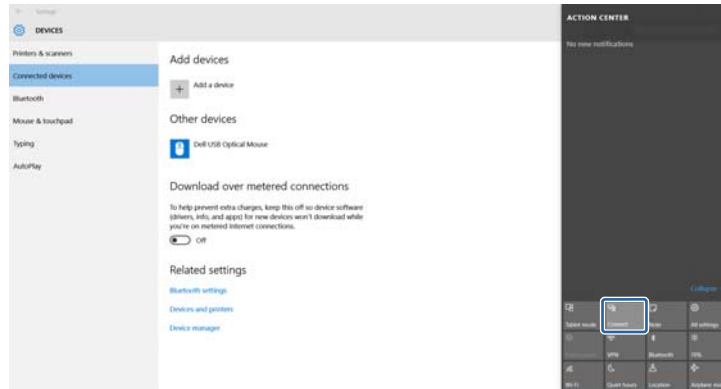 Settings
DEVICES
Printers & scanners
Connected devices
Bluetooth
Mouse & touchpad
Typing
AutoPlay
Add devices
Add a device
Other devices
Dell USB Optical Mouse
Download over metered connections
To help prevent extra charges, keep this off so device software
(drivers, info, and apps) for new devices won't download while
you're on metered Internet connections.
Off
Related settings
Bluetooth settings
Devices and printers
Device manager
ACTION CENTER
No new notifications
Collapse
Tablet mode Connect Note All settings
VPN Bluetooth 70%
Wi-Fi Quiet hours Location Airplane mo